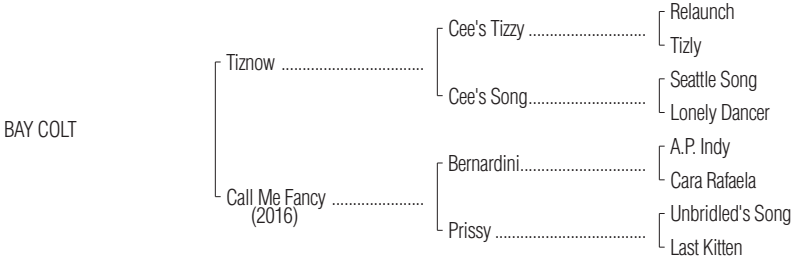 Relaunch
Cee's Tizzy ..............................
Tizly
Tiznow ....................................
Seattle Song
Cee's Song..............................
Lonely Dancer
BAY COLT
A.P. Indy
Bernardini................................
Cara Rafaela
Call Me Fancy .......................
(2016)
Unbridled's Song
Prissy ......................................
Last Kitten